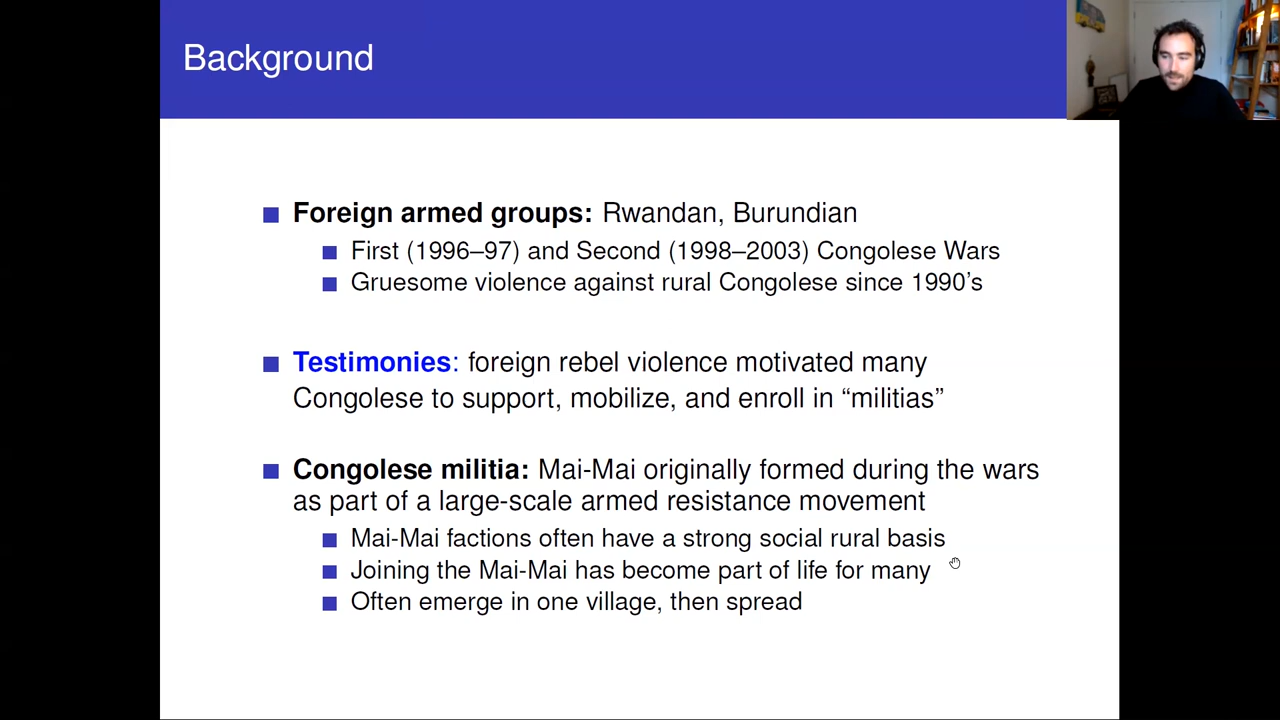 Background
Foreign armed groups: Rwandan, Burundian
First (1996–97) and Second (1998–2003) Congolese Wars
Gruesome violence against rural Congolese since 1990’s
Testimonies: foreign rebel violence motivated many
Congolese to support, mobilize, and enroll in “militias”
Congolese militia: Mai-Mai originally formed during the wars
as part of a large-scale armed resistance movement
Mai-Mai factions often have a strong social rural basis
Joining the Mai-Mai has become part of life for many
Often emerge in one village, then spread